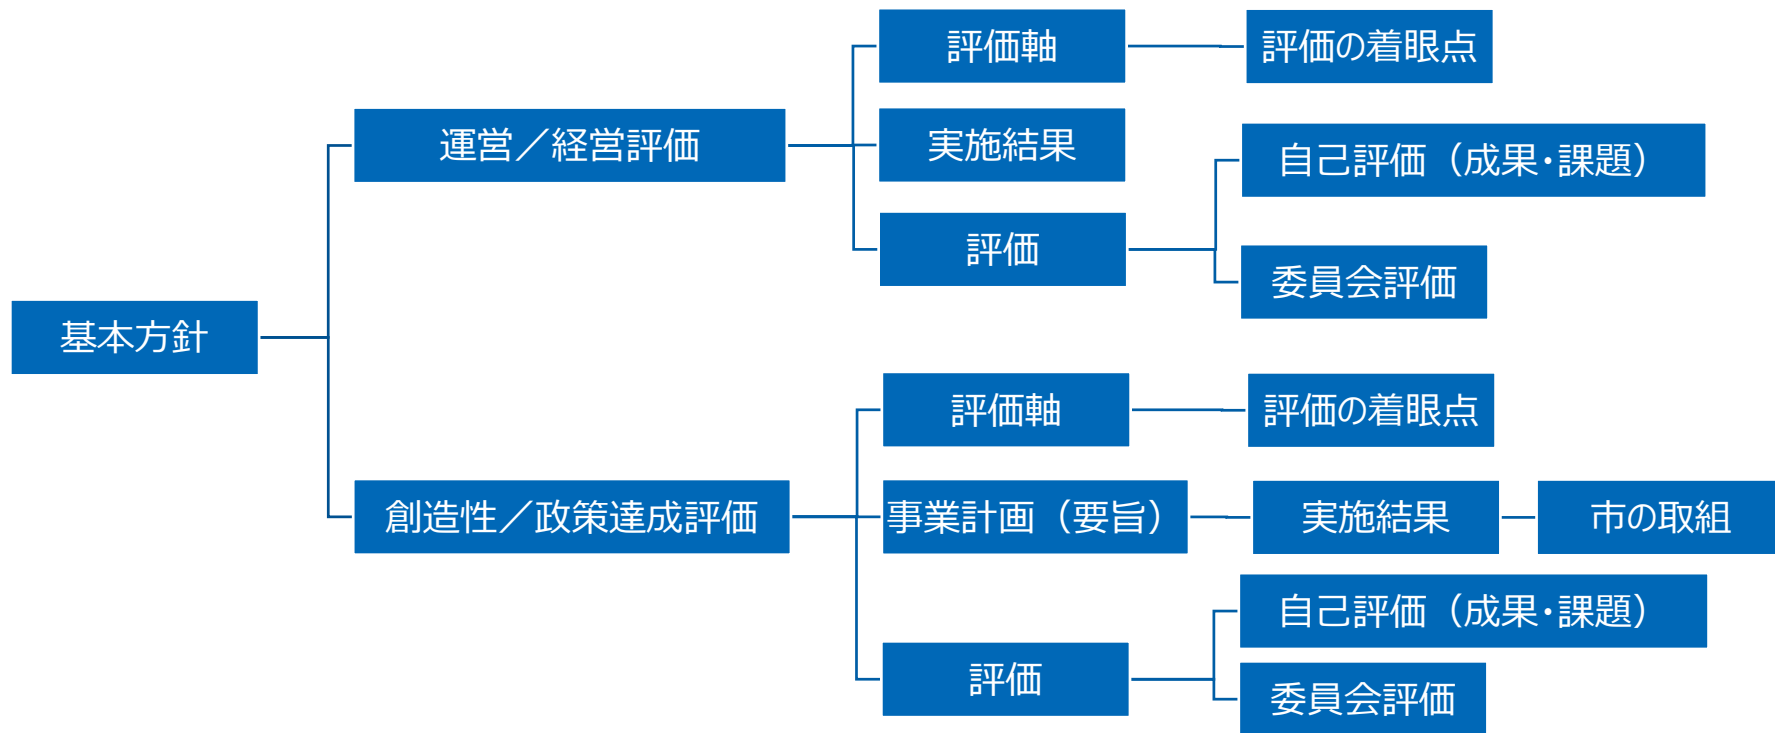 基本方針
運営／経営評価
評価軸
評価の着眼点
実施結果
評価
自己評価（成果・課題）
委員会評価
創造性／政策達成評価
評価軸
評価の着眼点
事業計画（要旨）
実施結果
市の取組
評価
自己評価（成果・課題）
委員会評価